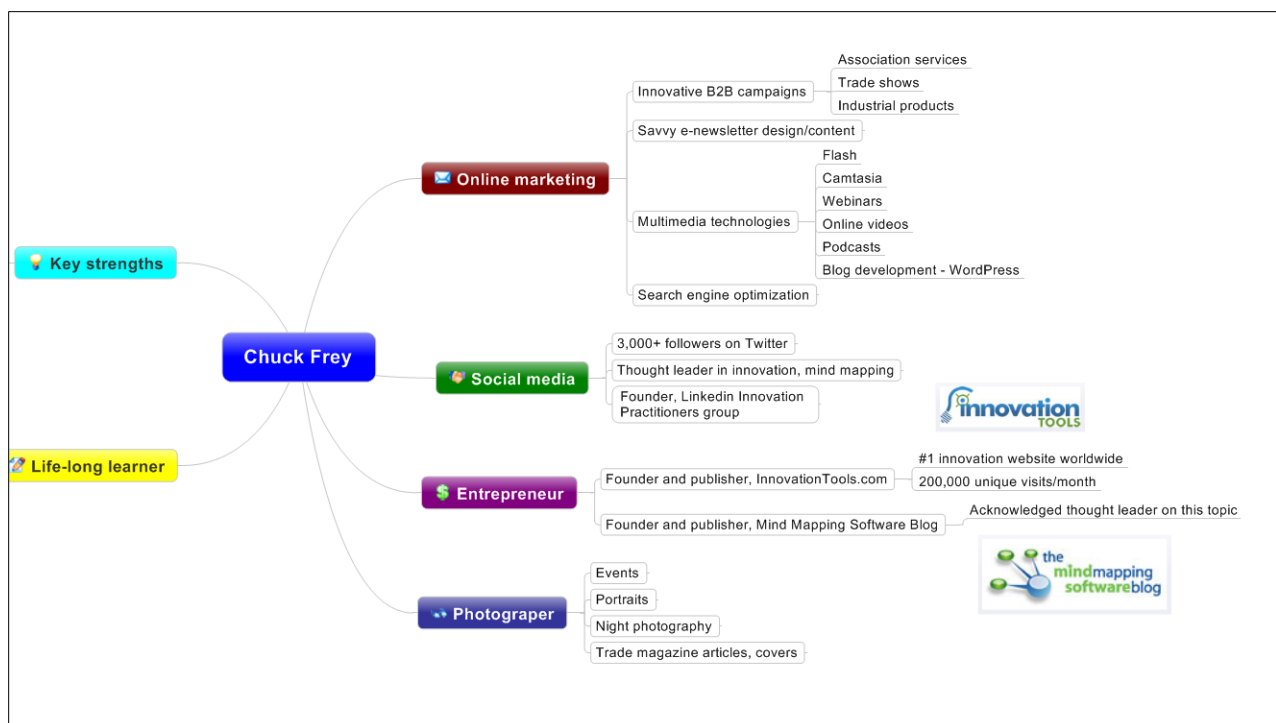 Chuck Frey
Key strengths
Life-long learner
Online marketing
Innovative B2B campaigns
Association services
Trade shows
Industrial products
Savvy e-newsletter design/content
Multimedia technologies
Flash
Camtasia
Webinars
Online videos
Podcasts
Blog development - WordPress
Search engine optimization
Social media
3,000+ followers on Twitter
Thought leader in innovation, mind mapping
Founder, Linkedin Innovation
Practitioners group
innovation
TOOLS
Entrepreneur
Founder and publisher, InnovationTools.com
#1 innovation website worldwide
200,000 unique visits/month
Founder and publisher, Mind Mapping Software Blog
Acknowledged thought leader on this topic
the
mindmapping
softwareblog
Photograper
Events
Portraits
Night photography
Trade magazine articles, covers